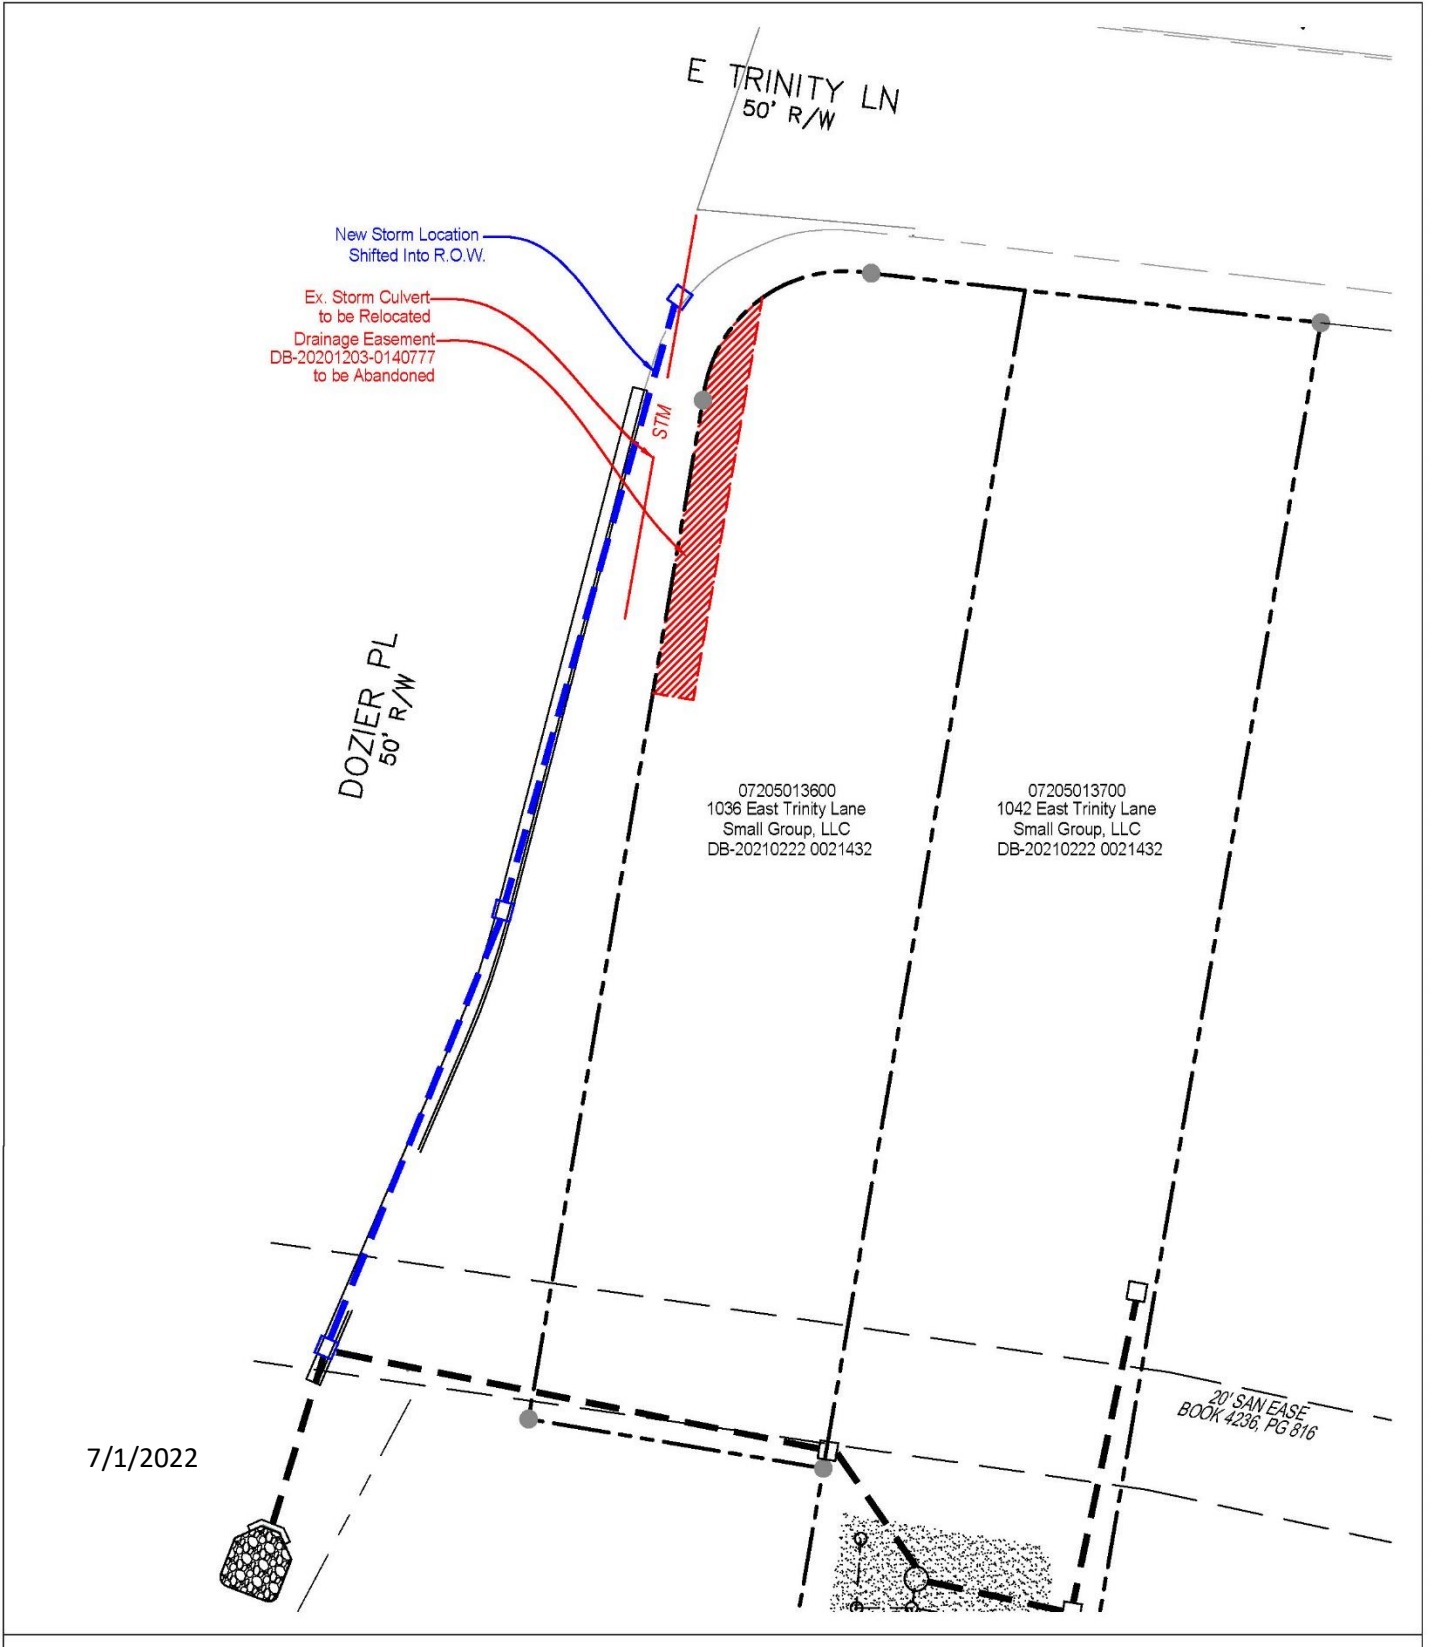 E TRINITY LN
50' R/W
New Storm Location
Shifted Into R.O.W.
Ex. Storm Culvert
to be Relocated
Drainage Easement
DB-20201203-0140777
to be Abandoned
STM
DOZIER PL
50' R/W
07205013600
1036 East Trinity Lane
Small Group, LLC
DB-20210222 0021432
07205013700
1042 East Trinity Lane
Small Group, LLC
DB-20210222 0021432
20' SAN EASE
BOOK 4236, PG 816
7/1/2022